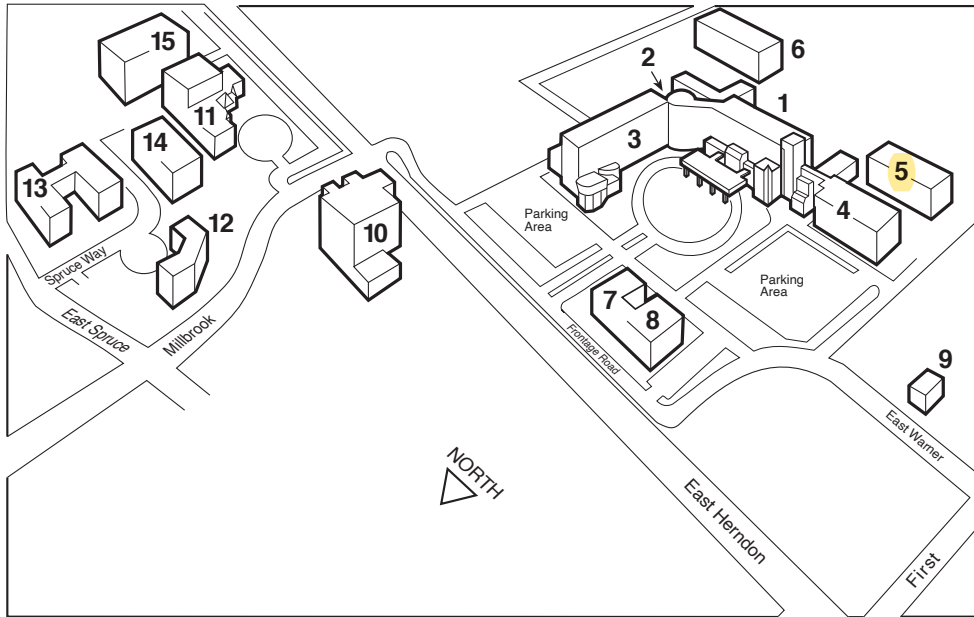 15
6
2
11
1
14
3
5
13
4
12
10
Parking
Area
Spruce Way
Parking
Area
7
8
East Spruce
Millbrook
Frontage Road
9
East Warner
NORTH
East Herndon
First